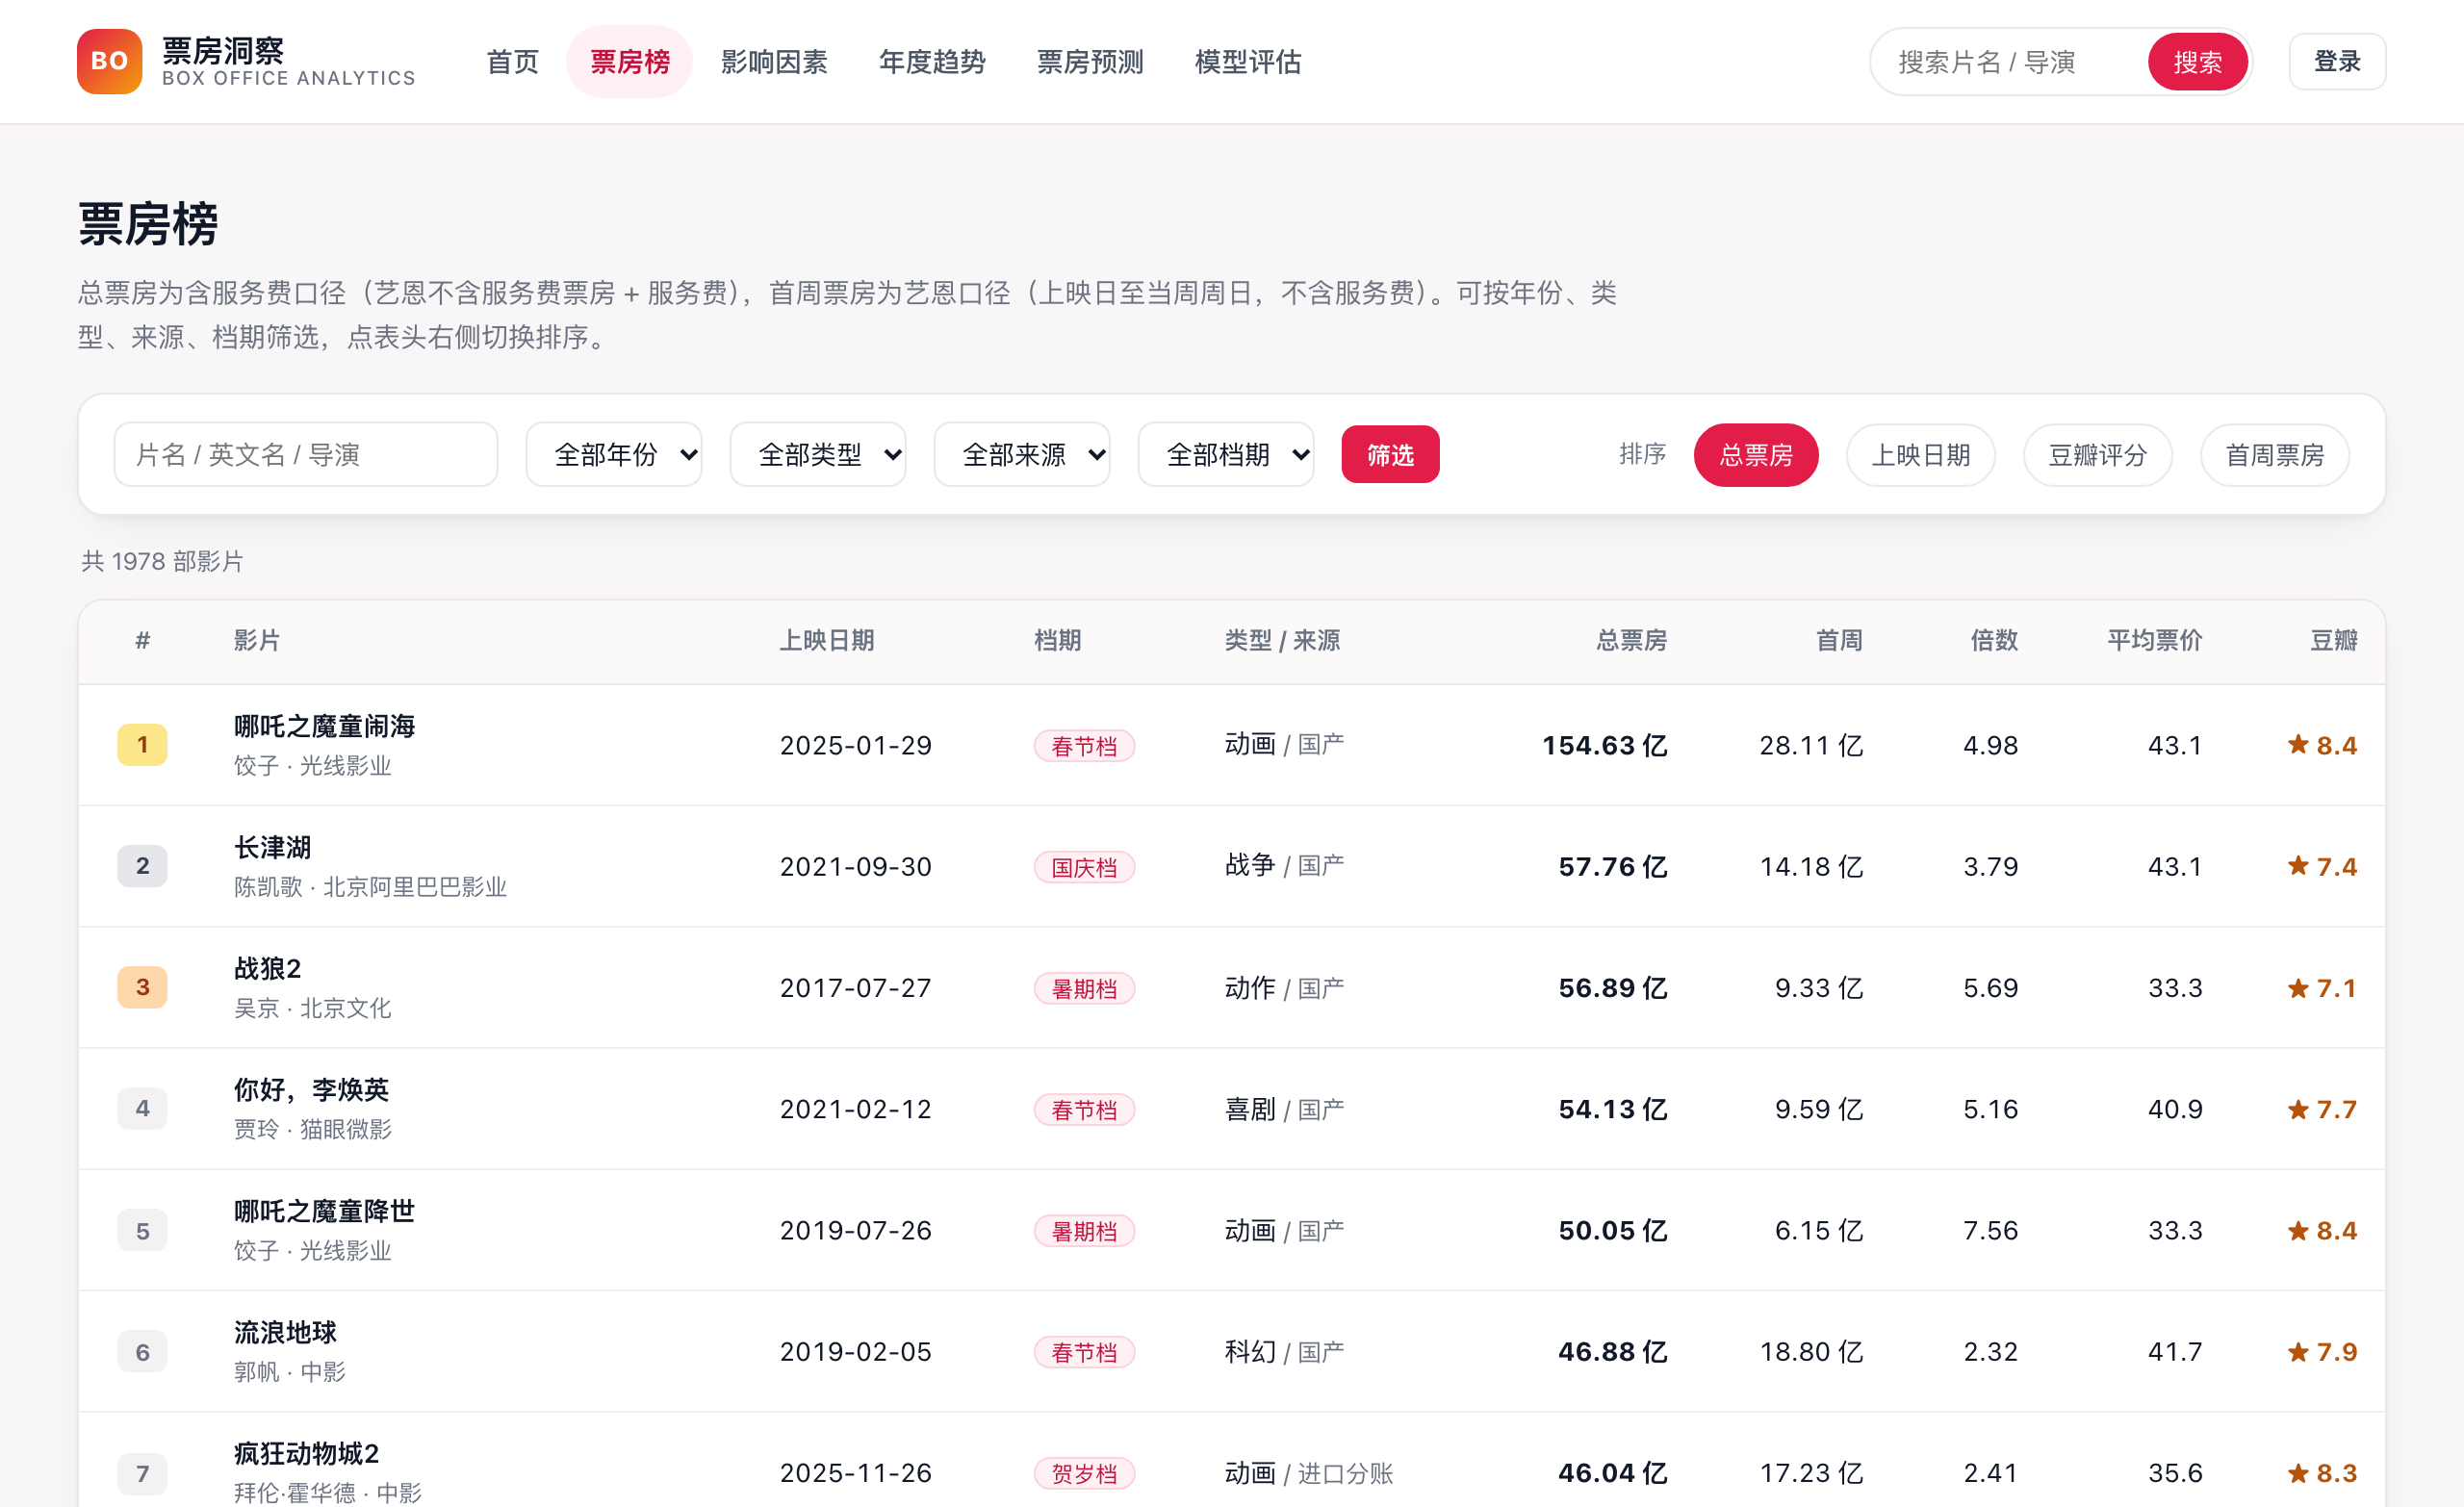 BO 票房洞察 首页 票房榜 影响因素 年度趋势 票房预测 模型评估 搜索片名 / 导演 搜索 登录
BOX OFFICE ANALYTICS
票房榜
总票房为含服务费口径（艺恩不含服务费票房 + 服务费），首周票房为艺恩口径（上映日至当周周日，不含服务费）。可按年份、类
型、来源、档期筛选，点表头右侧切换排序。
片名 / 英文名 / 导演 全部年份 全部类型 全部来源 全部档期 筛选 排序 总票房 上映日期 豆瓣评分 首周票房
共 1978 部影片
# 影片 上映日期 档期 类型 / 来源 总票房 首周 倍数 平均票价 豆瓣
1 哪吒之魔童闹海 2025-01-29 春节档 动画 / 国产 154.63 亿 28.11 亿 4.98 43.1 ★ 8.4
饺子 · 光线影业
2 长津湖 2021-09-30 国庆档 战争 / 国产 57.76 亿 14.18 亿 3.79 43.1 ★ 7.4
陈凯歌 · 北京阿里巴巴影业
3 战狼2 2017-07-27 暑期档 动作 / 国产 56.89 亿 9.33 亿 5.69 33.3 ★ 7.1
吴京 · 北京文化
4 你好，李焕英 2021-02-12 春节档 喜剧 / 国产 54.13 亿 9.59 亿 5.16 40.9 ★ 7.7
贾玲 · 猫眼微影
5 哪吒之魔童降世 2019-07-26 暑期档 动画 / 国产 50.05 亿 6.15 亿 7.56 33.3 ★ 8.4
饺子 · 光线影业
6 流浪地球 2019-02-05 春节档 科幻 / 国产 46.88 亿 18.80 亿 2.32 41.7 ★ 7.9
郭帆 · 中影
7 疯狂动物城2 2025-11-26 贺岁档 动画 / 进口分账 46.04 亿 17.23 亿 2.41 35.6 ★ 8.3
拜伦·霍华德 · 中影